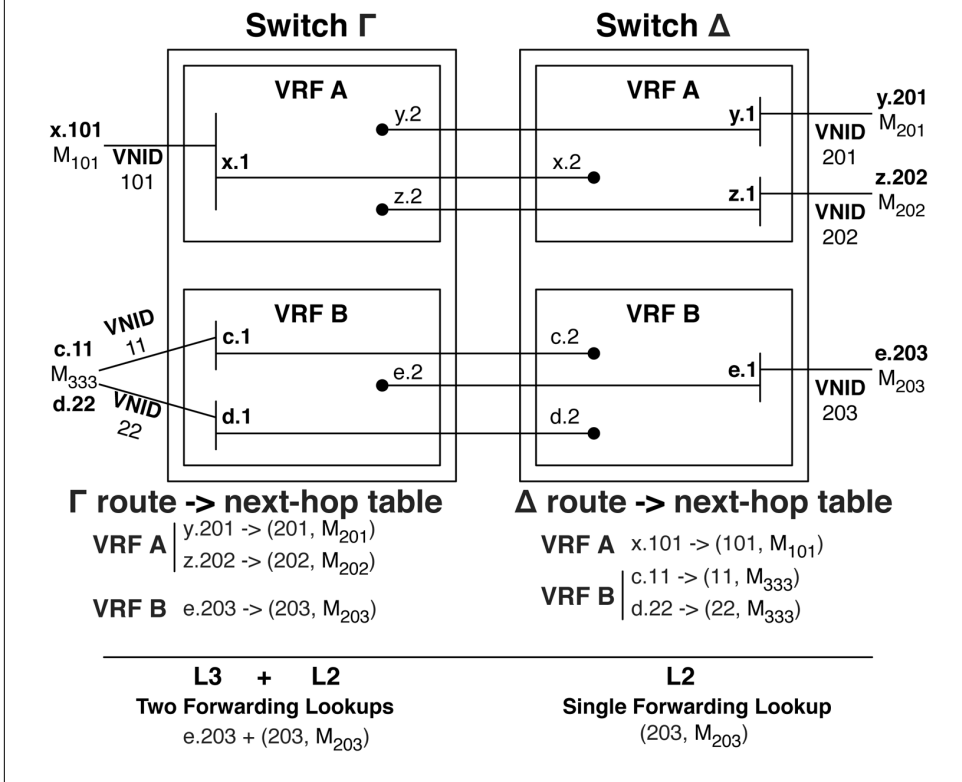 Switch Γ
Switch Δ
VRF A
VRF A
y.2
y.1
y.201
M201
VNID
201
x.101
M101
VNID
101
x.1
x.2
z.2
z.1
z.202
M202
VNID
202
VRF B
VRF B
VNID
11
c.11
M333
d.22
VNID
22
c.1
c.2
e.2
e.1
e.203
M203
VNID
203
d.1
d.2
Γ route -> next-hop table
VRF A
y.201 -> (201, M201)
z.202 -> (202, M202)
VRF B e.203 -> (203, M203)
Δ route -> next-hop table
VRF A x.101 -> (101, M101)
VRF B
c.11 -> (11, M333)
d.22 -> (22, M333)
L3 + L2
Two Forwarding Lookups
e.203 + (203, M203)
L2
Single Forwarding Lookup
(203, M203)